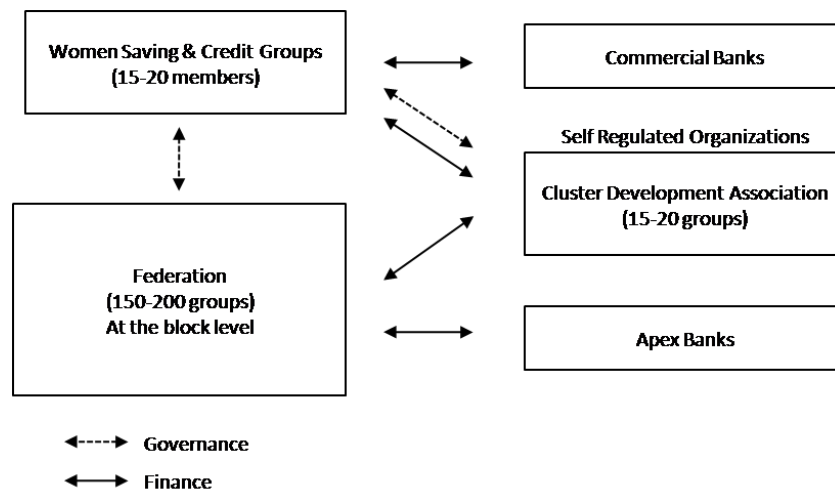 Women Saving & Credit Groups
(15-20 members)
Commercial Banks
Self Regulated Organizations
Cluster Development Association
(15-20 groups)
Federation
(150-200 groups)
At the block level
Apex Banks
Governance
Finance